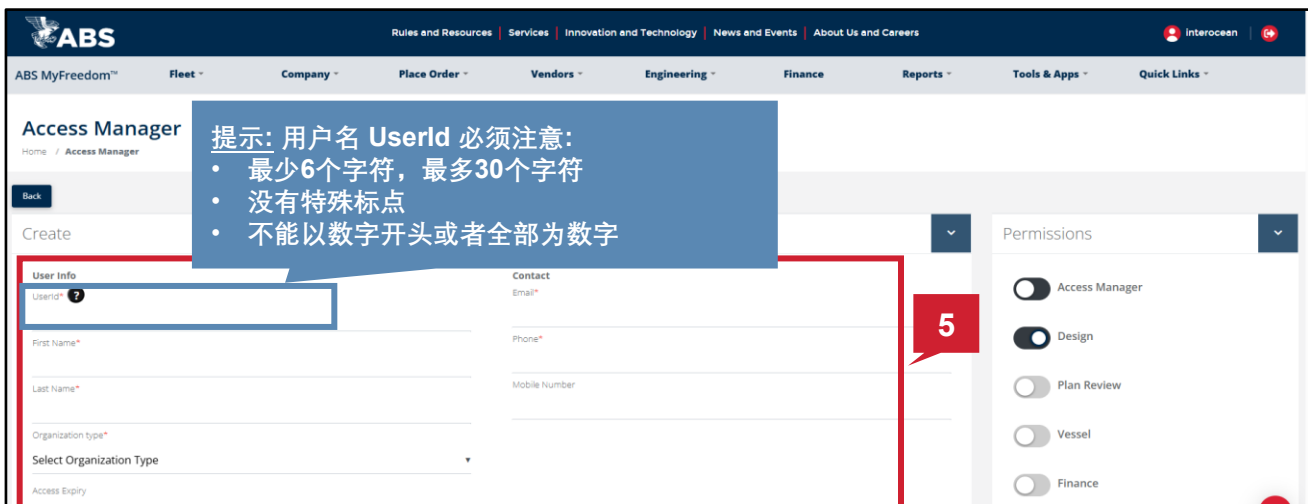 ABS
Rules and Resources | Services | Innovation and Technology | News and Events | About Us and Careers
interocean
ABS MyFreedom™ Fleet Company Place Order Vendors Engineering Finance Reports Tools & Apps Quick Links
Access Manager
Home / Access Manager
提示: 用户名 UserId 必须注意:
• 最少6个字符，最多30个字符
• 没有特殊标点
• 不能以数字开头或者全部为数字
Back
Create
Permissions
User Info
Contact
UserId* ?
Email*
First Name*
Phone*
Last Name*
Mobile Number
Organization type*
Select Organization Type
Access Expiry
5
Access Manager
Design
Plan Review
Vessel
Finance